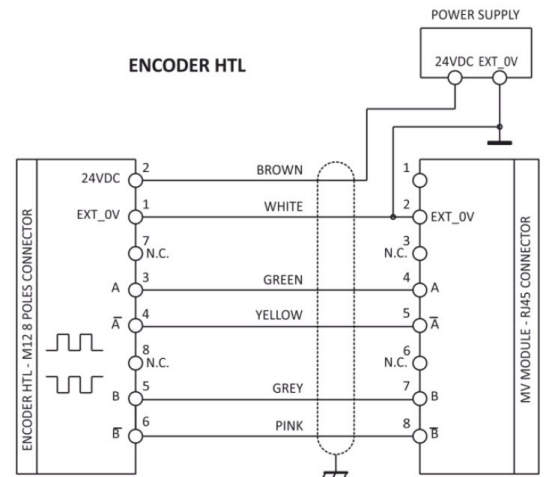 POWER SUPPLY
24VDC EXT_0V
ENCODER HTL
24VDC 2 BROWN 1
EXT_0V 1 WHITE 2 EXT_0V
7 N.C. 3 N.C.
A 3 GREEN 4 A
A̅ 4 YELLOW 5 A̅
8 N.C. 6 N.C.
B 5 GREY 7 B
B̅ 6 PINK 8 B̅
ENCODER HTL - M12 8 POLES CONNECTOR
MV MODULE - RJ45 CONNECTOR